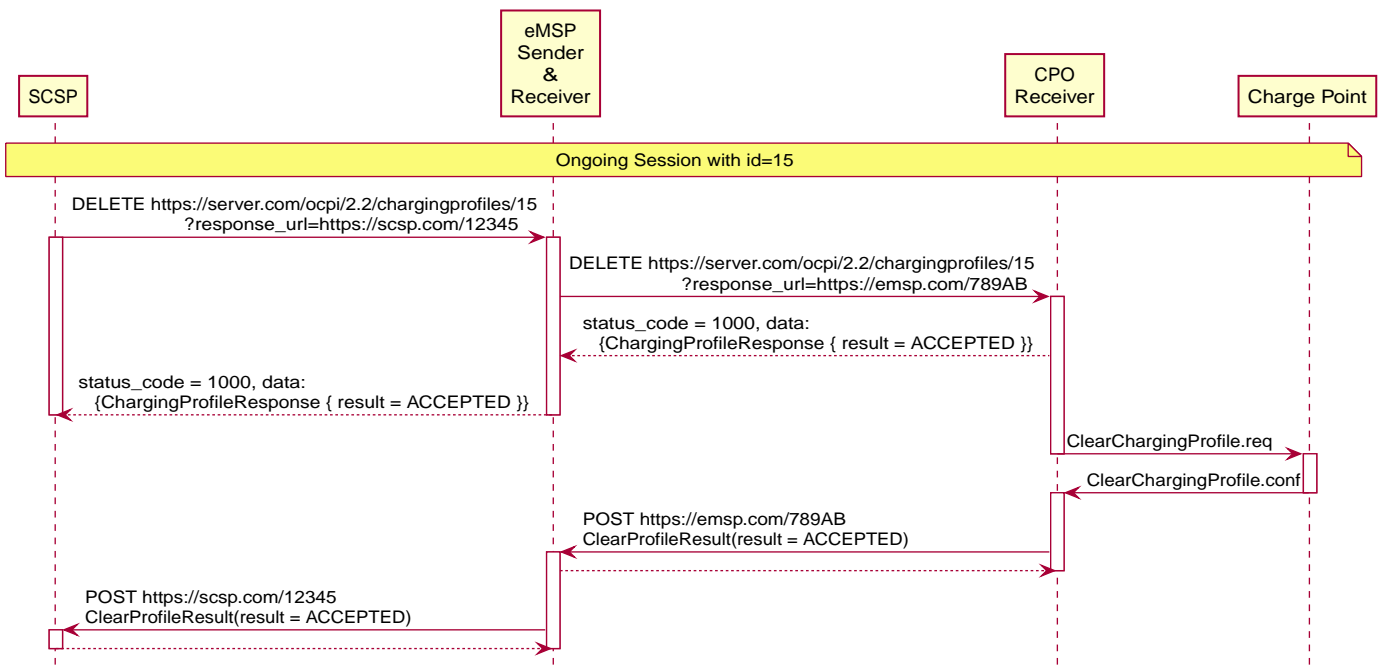 eMSP
Sender
&
Receiver
SCSP
CPO
Receiver
Charge Point
Ongoing Session with id=15
DELETE https://server.com/ocpi/2.2/chargingprofiles/15
?response_url=https://scsp.com/12345
DELETE https://server.com/ocpi/2.2/chargingprofiles/15
?response_url=https://emsp.com/789AB
status_code = 1000, data:
{ChargingProfileResponse { result = ACCEPTED }}
status_code = 1000, data:
{ChargingProfileResponse { result = ACCEPTED }}
ClearChargingProfile.req
ClearChargingProfile.conf
POST https://emsp.com/789AB
ClearProfileResult(result = ACCEPTED)
POST https://scsp.com/12345
ClearProfileResult(result = ACCEPTED)